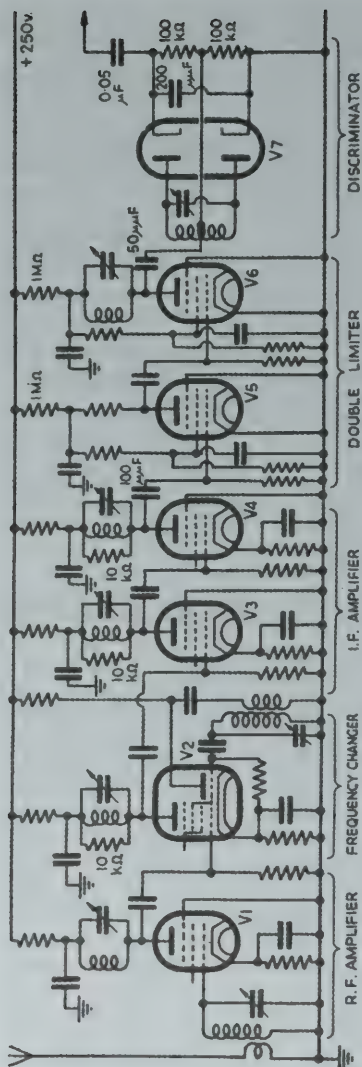 + 250v.
0·05
μF
100
kΩ
200
μμF
100
kΩ
V7
50μμF
1MΩ
V6
1MΩ
V5
100
μμF
10
kΩ
V4
10
kΩ
V3
V2
10
kΩ
V1
R.F. AMPLIFIER
FREQUENCY CHANGER
I.F. AMPLIFIER
DOUBLE LIMITER
DISCRIMINATOR